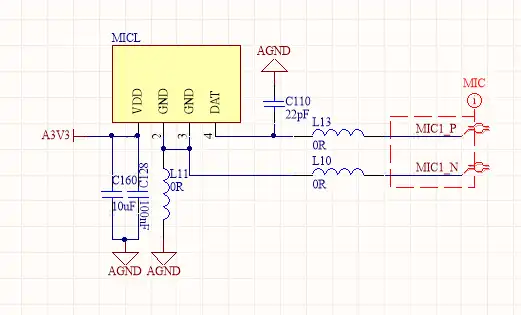 MICL
AGND
MIC
1
VDD
GND
GND
DAT
C110
22pF
L13
MIC1_P
A3V3
2
3
4
0R
L10
MIC1_N
C160
C128
L11
0R
0R
10uF
100nF
AGND
AGND